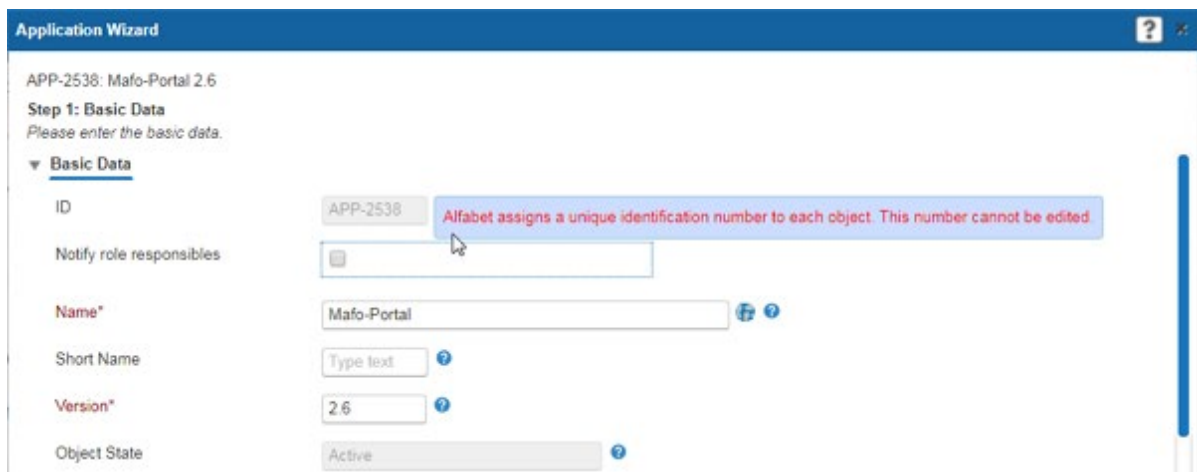 Application Wizard ?
APP-2538: Mafo-Portal 2.6
Step 1: Basic Data
Please enter the basic data.
Basic Data
ID APP-2538 Alfabet assigns a unique identification number to each object. This number cannot be edited.
Notify role responsibles
Name* Mafo-Portal ?
Short Name Type text ?
Version* 2.6 ?
Object State Active ?